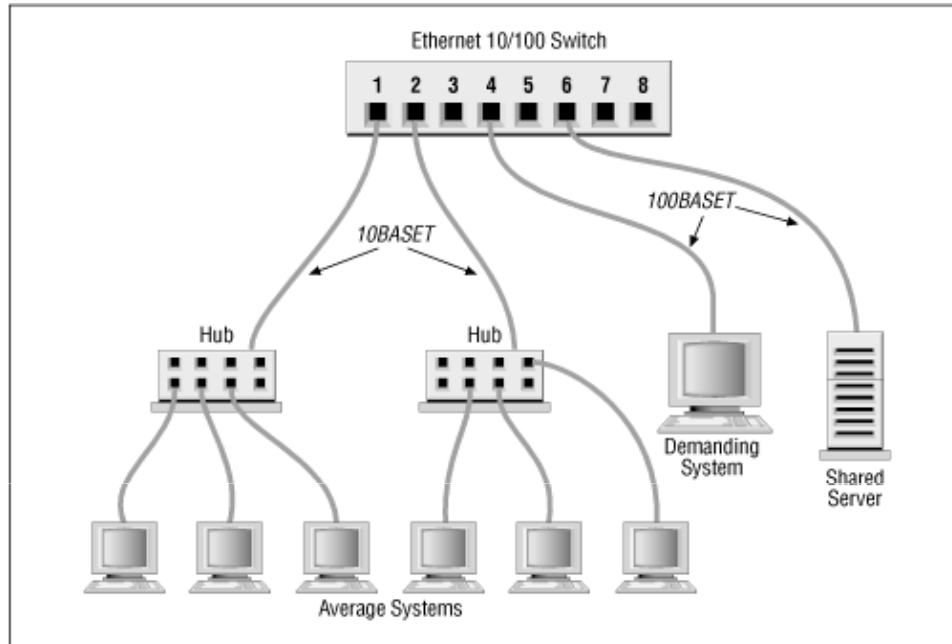 Ethernet 10/100 Switch
1 2 3 4 5 6 7 8
100BASET
10BASET
Hub
Hub
Demanding
System
Shared
Server
Average Systems